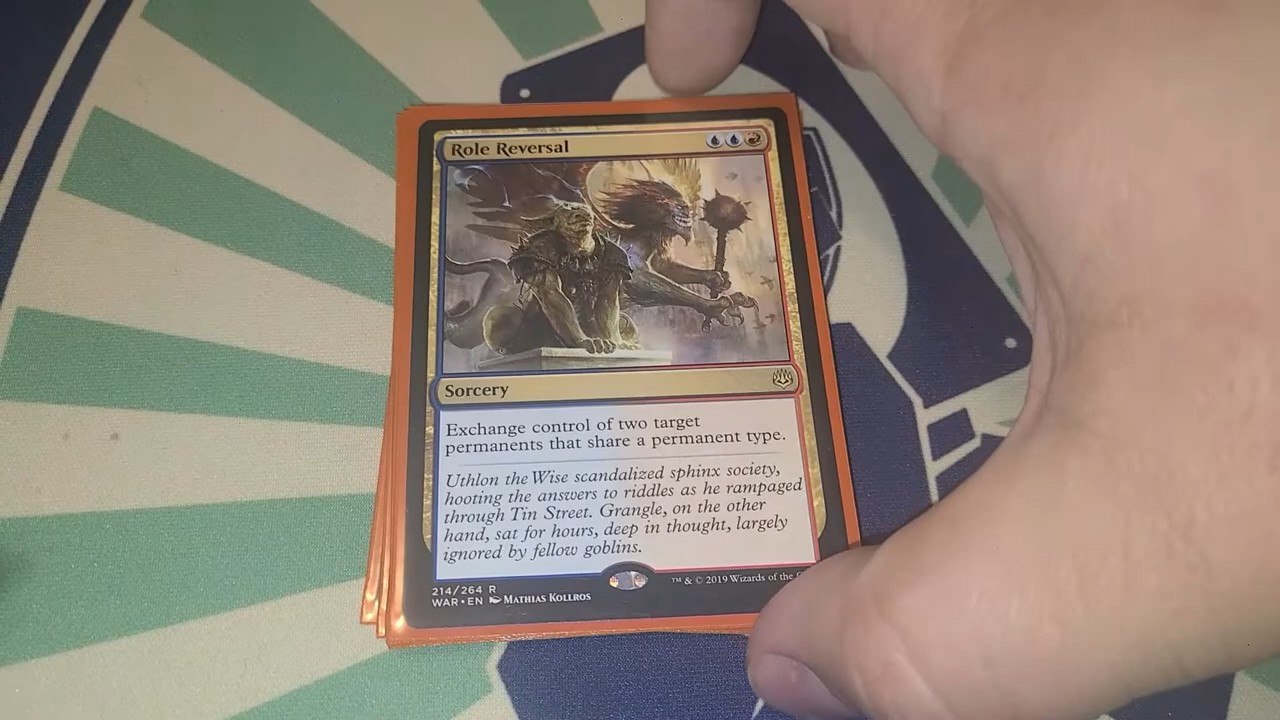 Role Reversal
Sorcery
Exchange control of two target
permanents that share a permanent type.
Uthlon the Wise scandalized sphinx society,
hooting the answers to riddles as he rampaged
through Tin Street. Grangle, on the other
hand, sat for hours, deep in thought, largely
ignored by fellow goblins.
214/264 R
WAR • EN MATHIAS KOLLROS
™ & © 2019 Wizards of the